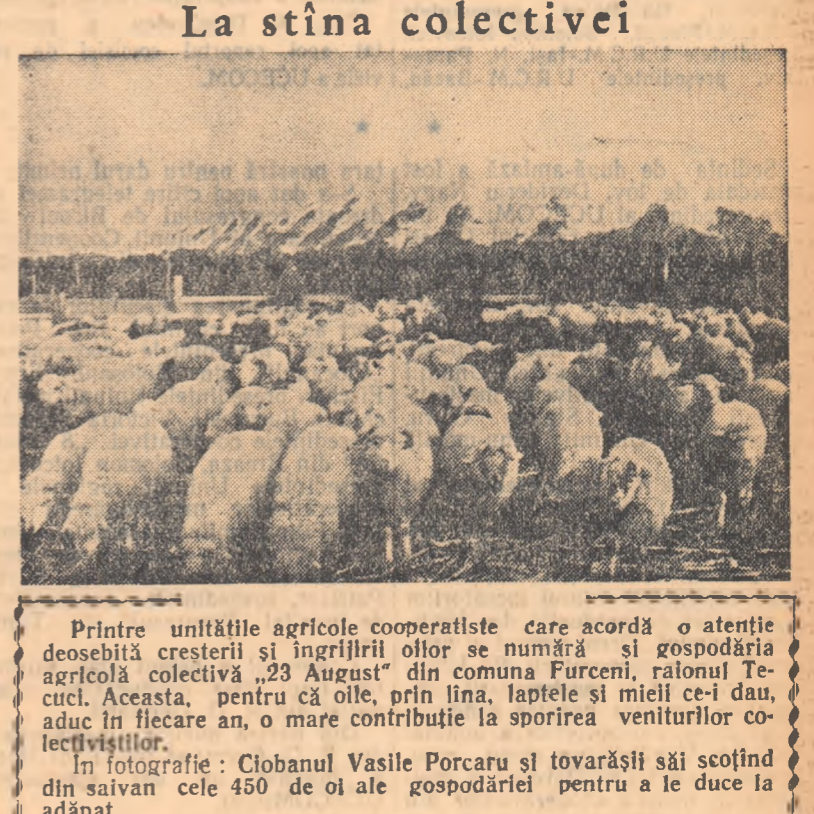 La stîna colectivei
Printre unitățile agricole cooperatiste care acordă o atenție
deosebită creșterii și îngrijirii oilor se numără și gospodăria
agricolă colectivă „23 August" din comuna Furceni, raionul Te-
cuci. Aceasta, pentru că oile, prin lîna, laptele și mieii ce-i dau,
aduc în fiecare an, o mare contribuție la sporirea veniturilor co-
lectiviștilor.
In fotografie : Ciobanul Vasile Porcaru și tovarășii săi scoțînd
din saivan cele 450 de oi ale gospodăriei pentru a le duce la
adăpat